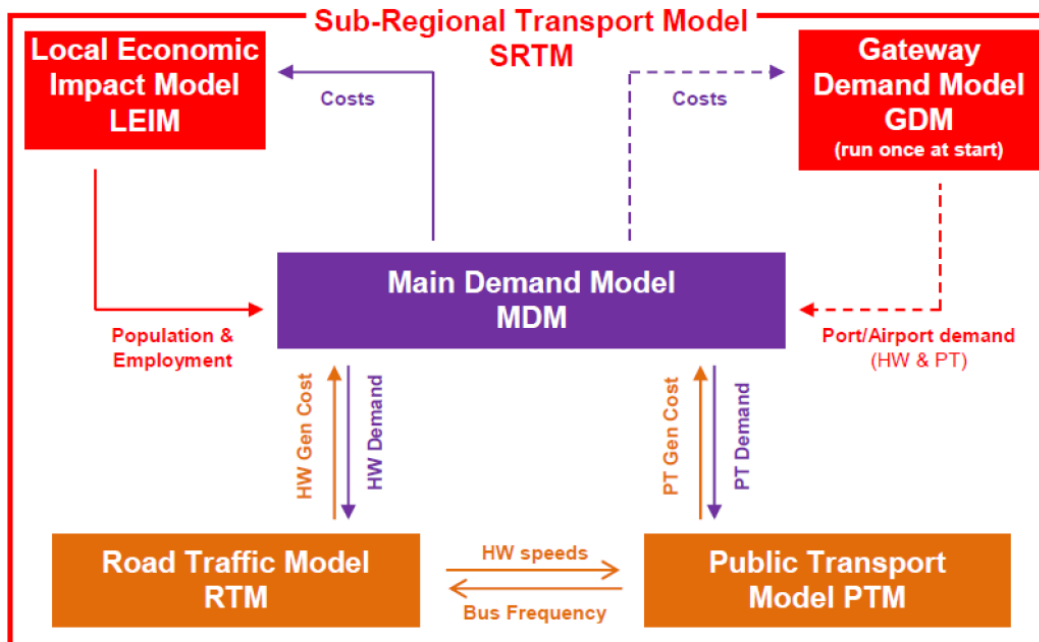 Sub-Regional Transport Model
SRTM
Local Economic
Impact Model
LEIM
Costs
Costs
Gateway
Demand Model
GDM
(run once at start)
Main Demand Model
MDM
Population &
Employment
Port/Airport demand
(HW & PT)
HW Gen Cost
HW Demand
PT Gen Cost
PT Demand
Road Traffic Model
RTM
HW speeds
Bus Frequency
Public Transport
Model PTM